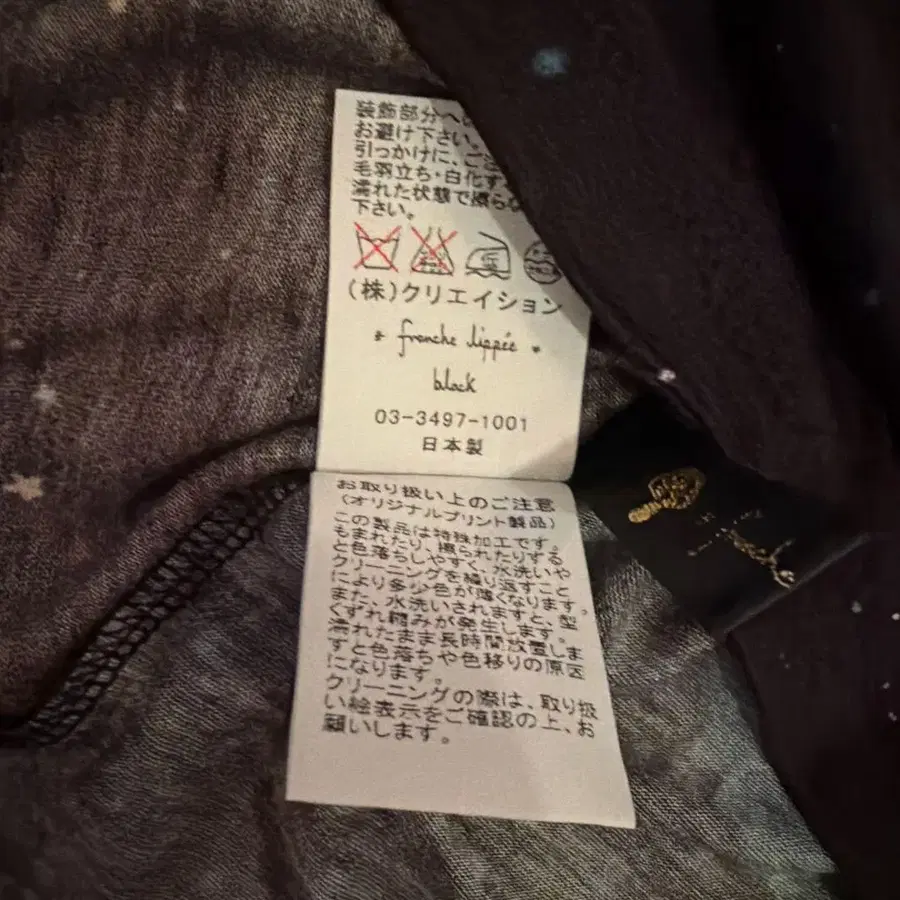 装飾部分へ
お避け下さい。
引っかけに、ご注
毛羽立ち・白化す
濡れた状態で擦らな
下さい。
(株)クリエイション
* franche lippée *
black
03-3497-1001
日本製
お取り扱い上のご注意
(オリジナルプリント製品)
この製品は特殊加工です。
もまれたり、擦られたりする
と色落ちしやすく、水洗いや
クリーニングを繰り返すこと
により多少色が薄くなります。
また、水洗いされますと、型
くずれ縮みが発生します。
濡れたまま長時間放置しま
すと色落ちや色移りの原因
になります。
クリーニングの際は、取り扱
い絵表示をご確認の上、お
願いします。